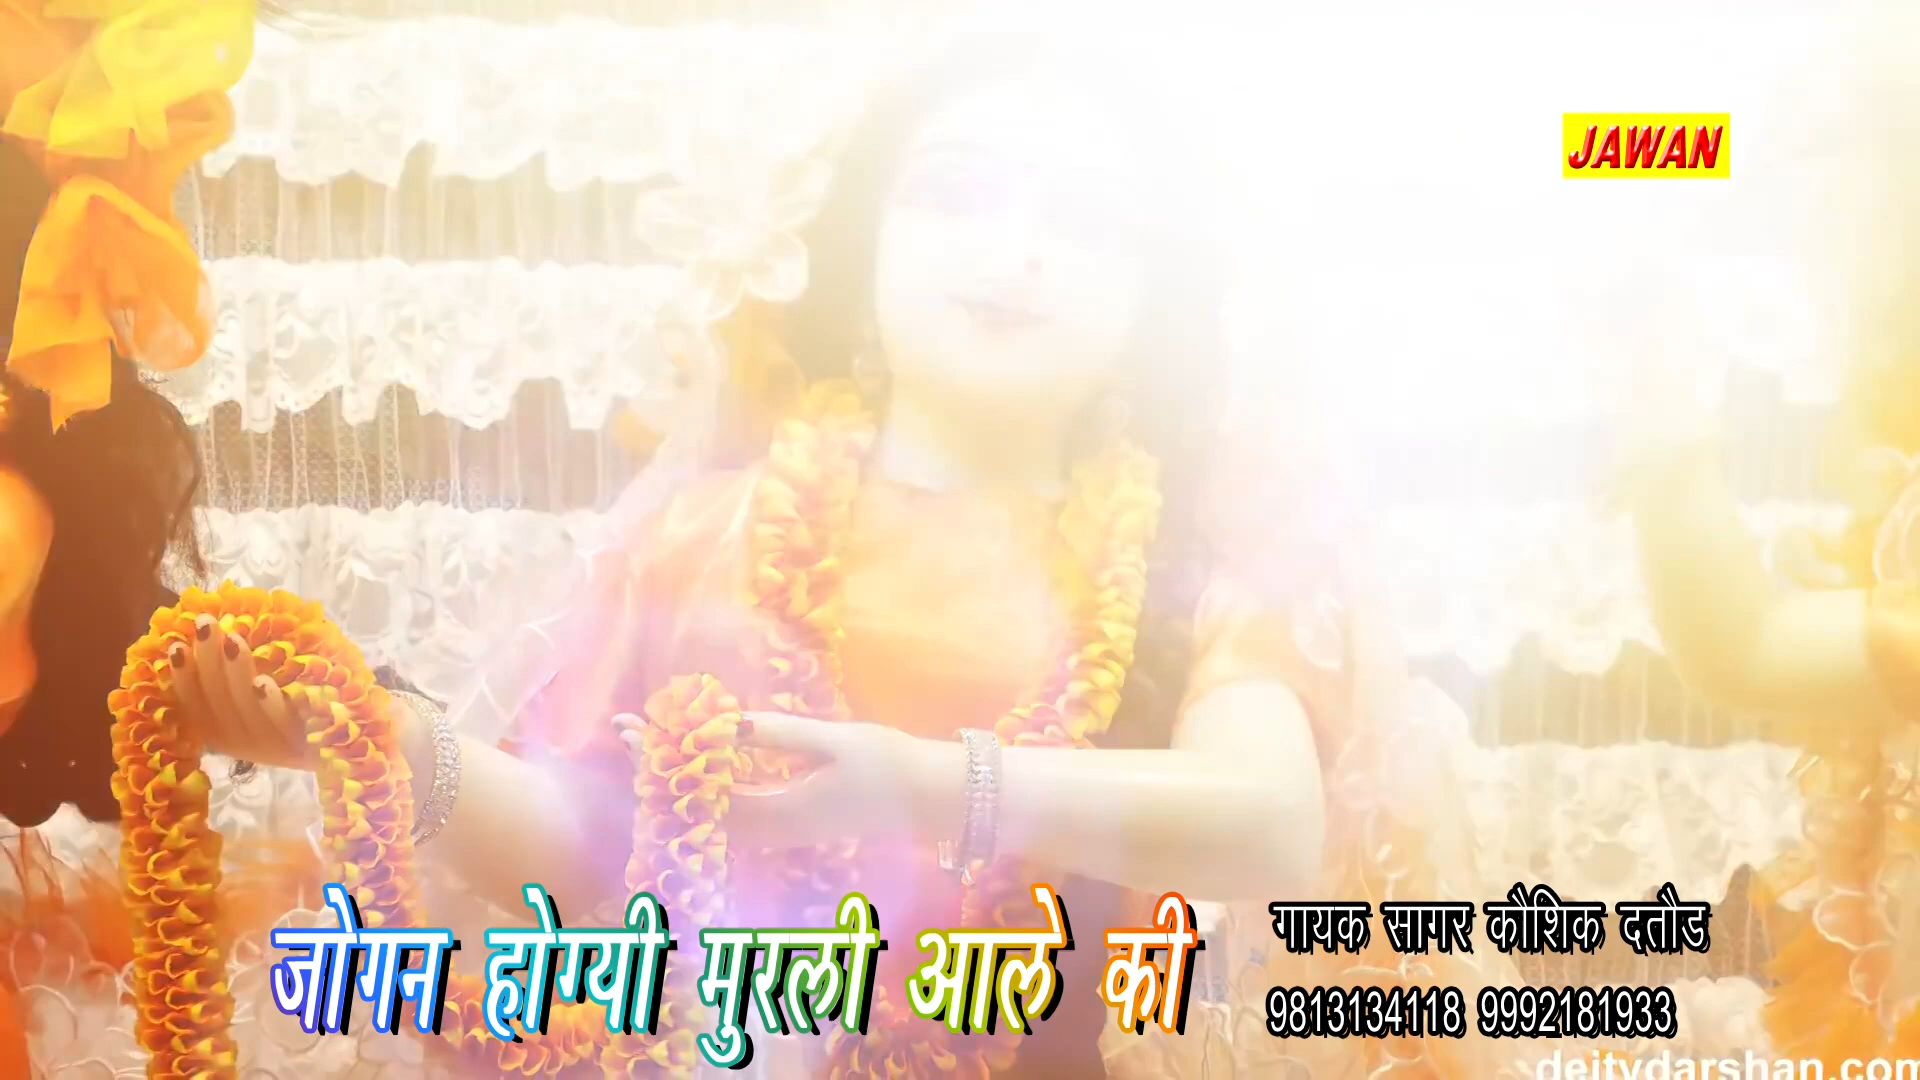 JAWAN
जोगन होग्यी मुरली आले की
गायक सागर कौशिक दतौड
9813134118 9992181933
deitydarshan.com